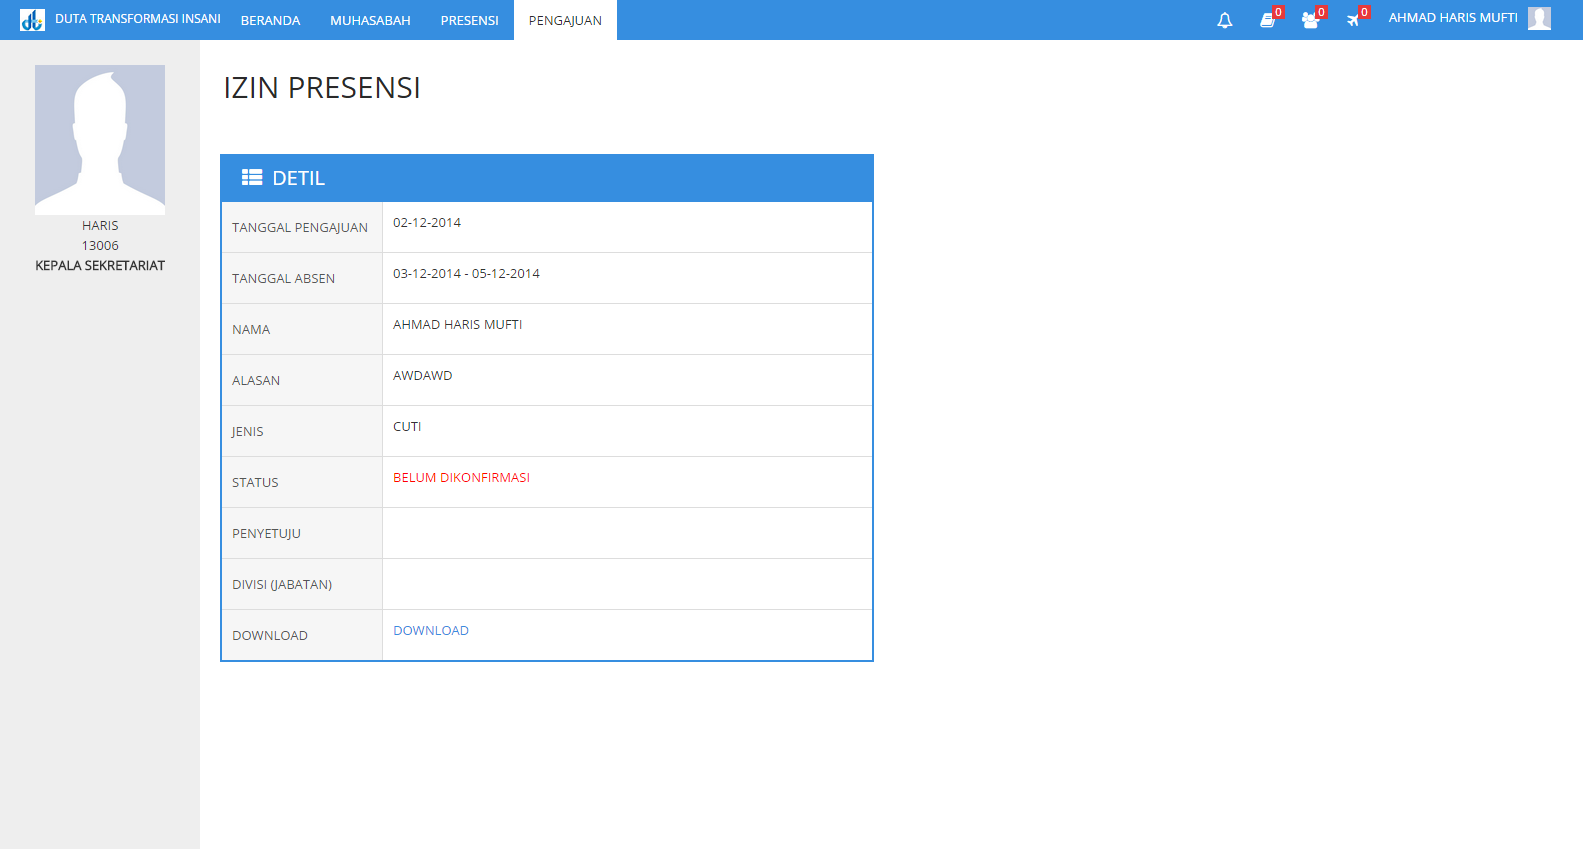 DUTA TRANSFORMASI INSANI BERANDA MUHASABAH PRESENSI PENGAJUAN 0 0 0 AHMAD HARIS MUFTI
HARIS
13006
KEPALA SEKRETARIAT
IZIN PRESENSI
DETIL
TANGGAL PENGAJUAN 02-12-2014
TANGGAL ABSEN 03-12-2014 - 05-12-2014
NAMA AHMAD HARIS MUFTI
ALASAN AWDAWD
JENIS CUTI
STATUS BELUM DIKONFIRMASI
PENYETUJU
DIVISI (JABATAN)
DOWNLOAD DOWNLOAD